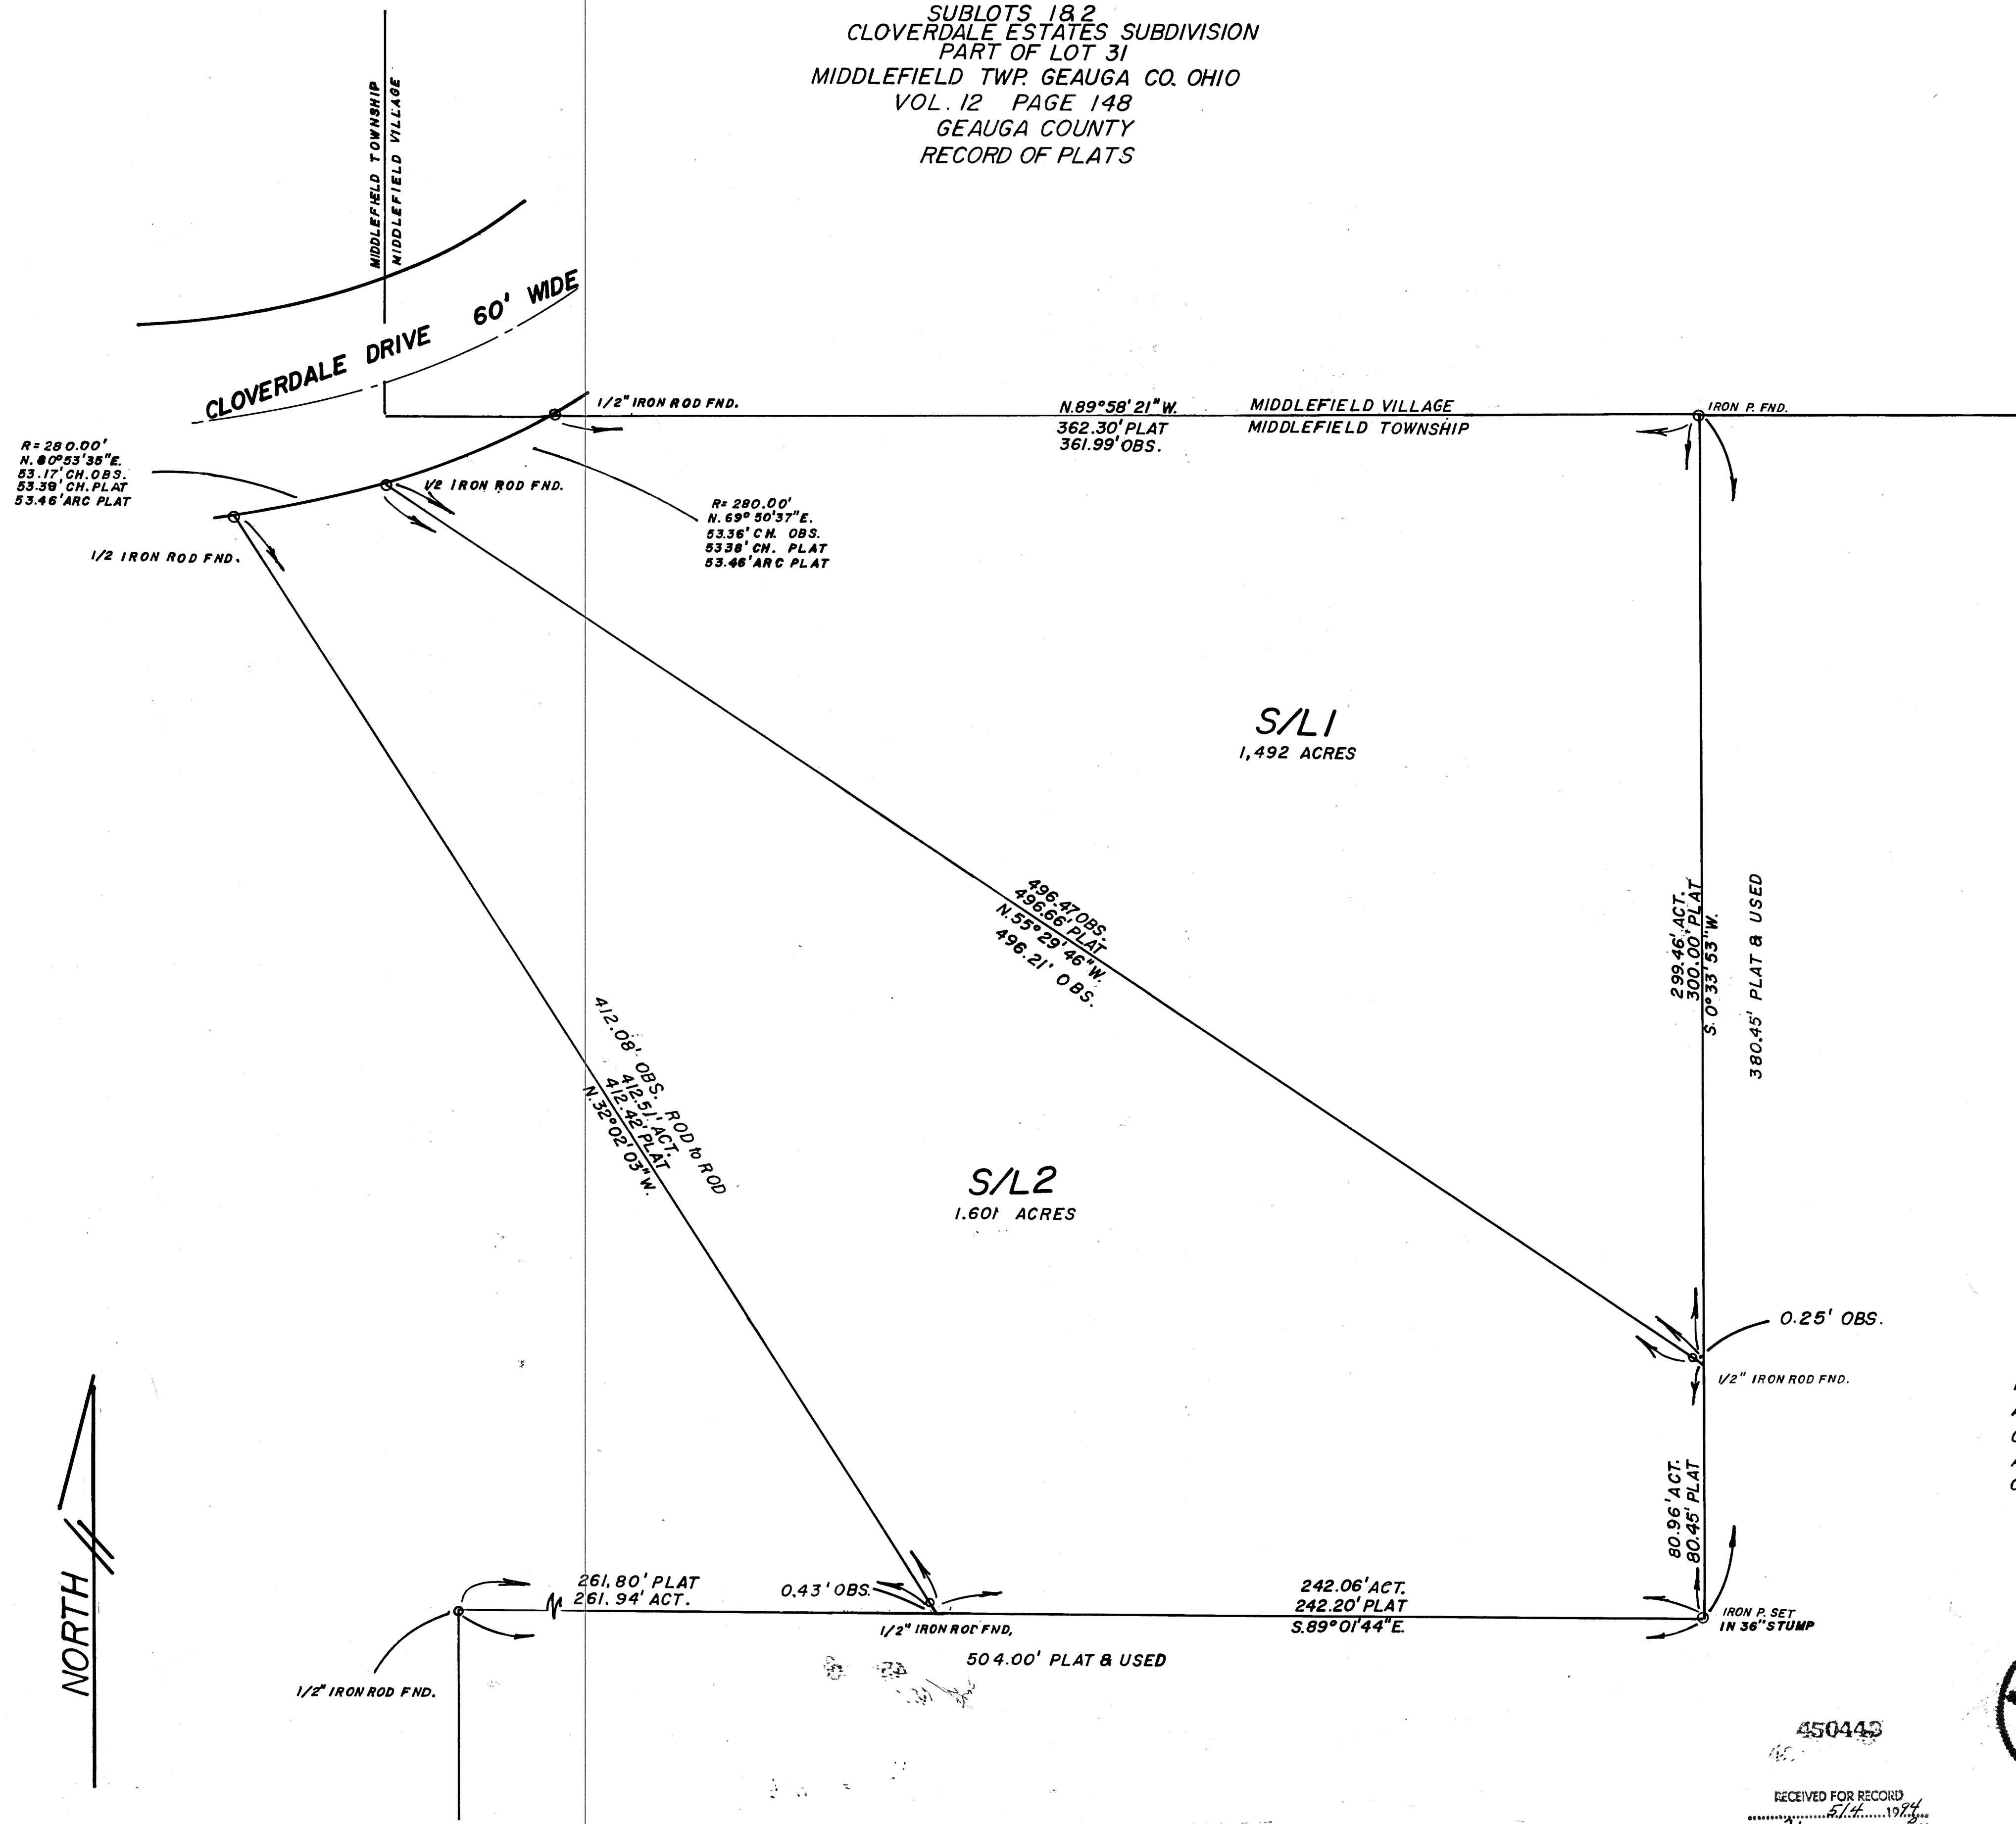 SUBLOTS 1&2
CLOVERDALE ESTATES SUBDIVISION
PART OF LOT 31
MIDDLEFIELD TWP. GEAUGA CO. OHIO
VOL. 12 PAGE 148
GEAUGA COUNTY
RECORD OF PLATS
MIDDLEFIELD TOWNSHIP
MIDDLEFIELD VILLAGE
CLOVERDALE DRIVE 60' WIDE
R=280.00'
N.80°53'35"E.
53.17' CH. OBS.
53.39' CH. PLAT
53.46' ARC PLAT
1/2" IRON ROD FND.
N.89°58'21"W.
362.30' PLAT
361.99' OBS.
MIDDLEFIELD VILLAGE
MIDDLEFIELD TOWNSHIP
IRON P. FND.
1/2 IRON ROD FND.
R=280.00'
N.69°50'37"E.
53.36' CH. OBS.
5338' CH. PLAT
53.46' ARC PLAT
1/2 IRON ROD FND.
S/L1
1,492 ACRES
496.47 OBS.
496.66' PLAT
N.55°29'46"W.
496.21' OBS.
299.46' ACT.
300.00' PLAT
S.0°33'53"W.
380.45' PLAT & USED
412.08' OBS. ROD to ROD
412.51' ACT.
412.42' PLAT
N.32°02'03"W.
S/L2
1.601 ACRES
0.25' OBS.
1/2" IRON ROD FND.
80.96' ACT.
80.45' PLAT
NORTH
261.80' PLAT
261.94' ACT.
0.43' OBS.
242.06' ACT.
242.20' PLAT
S.89°01'44"E.
IRON P. SET
IN 36" STUMP
1/2" IRON ROD FND.
504.00' PLAT & USED
1/2" IRON ROD FND.
RECEIVED FOR RECORD
5/4 1994